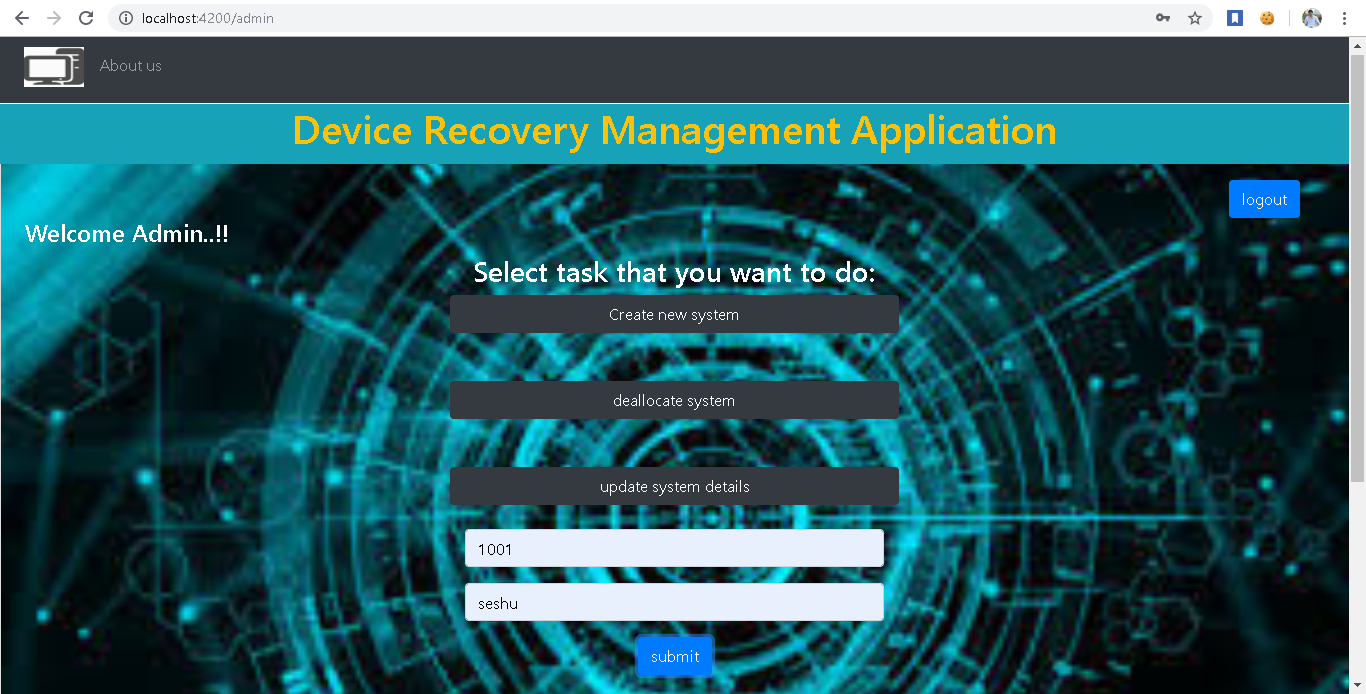 localhost:4200/admin
About us
Device Recovery Management Application
logout
Welcome Admin..!!
Select task that you want to do:
Create new system
deallocate system
update system details
1001
seshu
submit